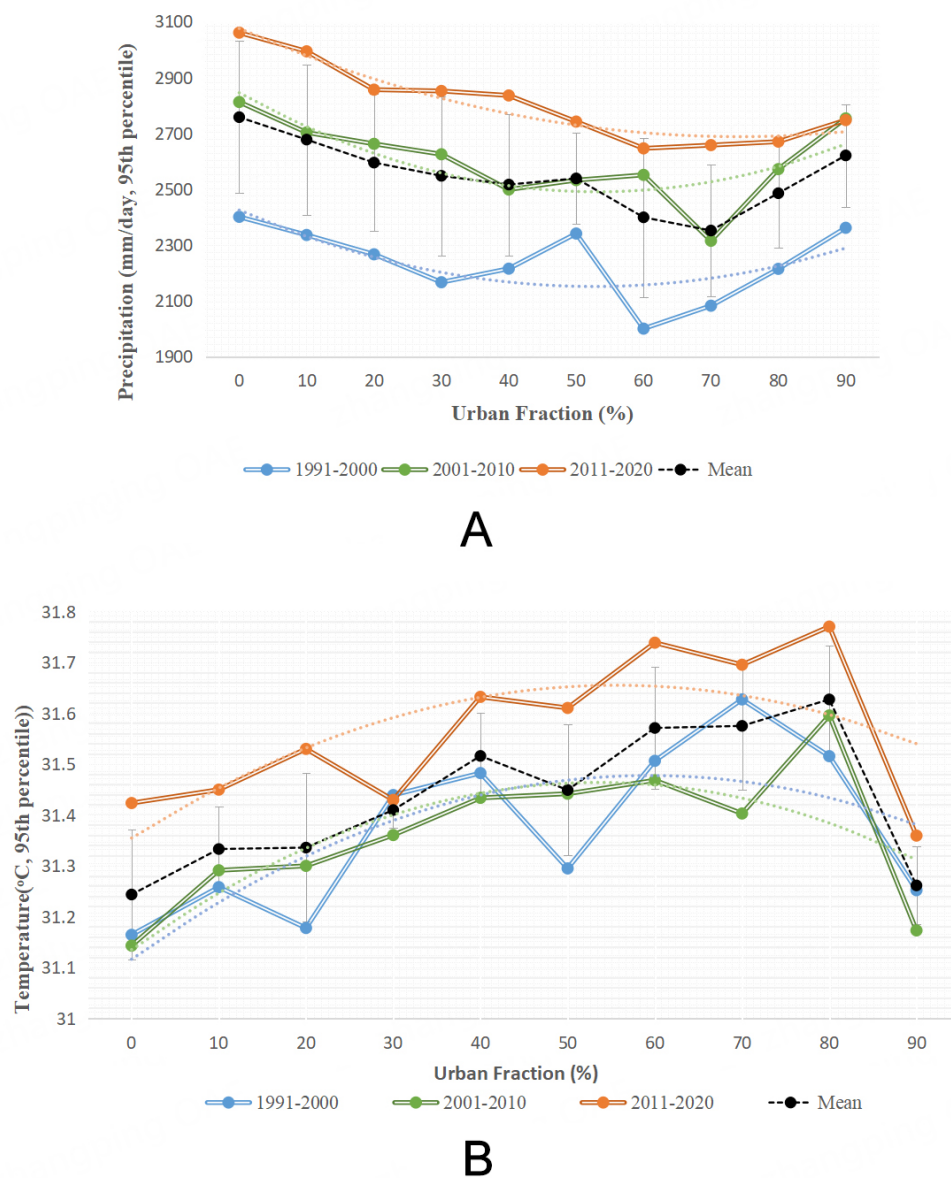 3100
2900
2700
2500
2300
2100
1900
Precipitation (mm/day, 95th percentile)
0 10 20 30 40 50 60 70 80 90
Urban Fraction (%)
1991-2000 2001-2010 2011-2020 Mean
A
31.8
31.7
31.6
31.5
31.4
31.3
31.2
31.1
31
Temperature(°C, 95th percentile))
0 10 20 30 40 50 60 70 80 90
Urban Fraction (%)
1991-2000 2001-2010 2011-2020 Mean
B